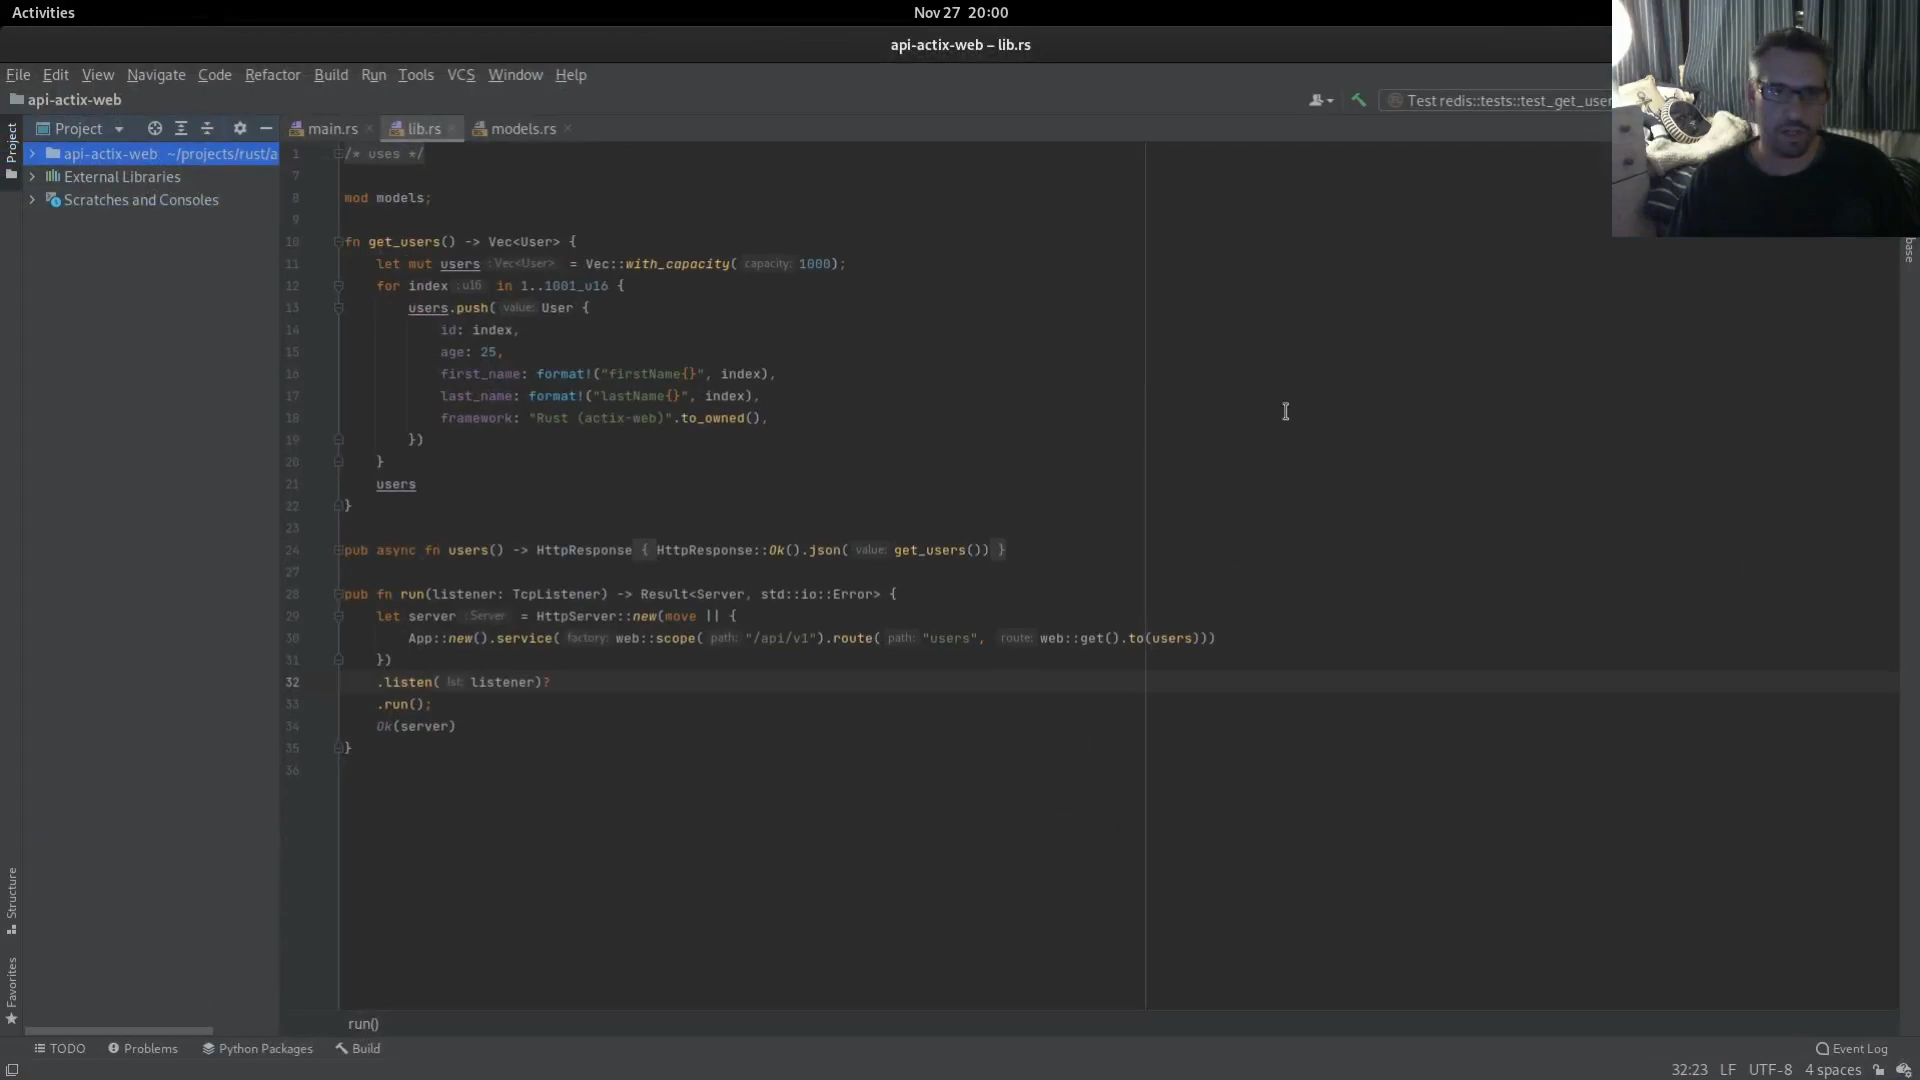 Activities
Nov 27 20:00
api-actix-web – lib.rs
File Edit View Navigate Code Refactor Build Run Tools VCS Window Help
api-actix-web
Test redis::tests::test_get_user
Project
main.rs lib.rs models.rs
Project
api-actix-web ~/projects/rust/a
External Libraries
Scratches and Consoles
1 /* uses */
7
8 mod models;
9
10 fn get_users() -> Vec<User> {
11 let mut users : Vec<User> = Vec::with_capacity( capacity: 1000);
12 for index : u16 in 1..1001_u16 {
13 users.push( value: User {
14 id: index,
15 age: 25,
16 first_name: format!("firstName{}", index),
17 last_name: format!("lastName{}", index),
18 framework: "Rust (actix-web)".to_owned(),
19 })
20 }
21 users
22 }
23
24 pub async fn users() -> HttpResponse { HttpResponse::Ok().json( value: get_users()) }
27
28 pub fn run(listener: TcpListener) -> Result<Server, std::io::Error> {
29 let server : Server = HttpServer::new(move || {
30 App::new().service( factory: web::scope( path: "/api/v1").route( path: "users", route: web::get().to(users)))
31 })
32 .listen( lst: listener)?
33 .run();
34 Ok(server)
35 }
36
base
Structure
Favorites
run()
TODO Problems Python Packages Build
Event Log
32:23 LF UTF-8 4 spaces